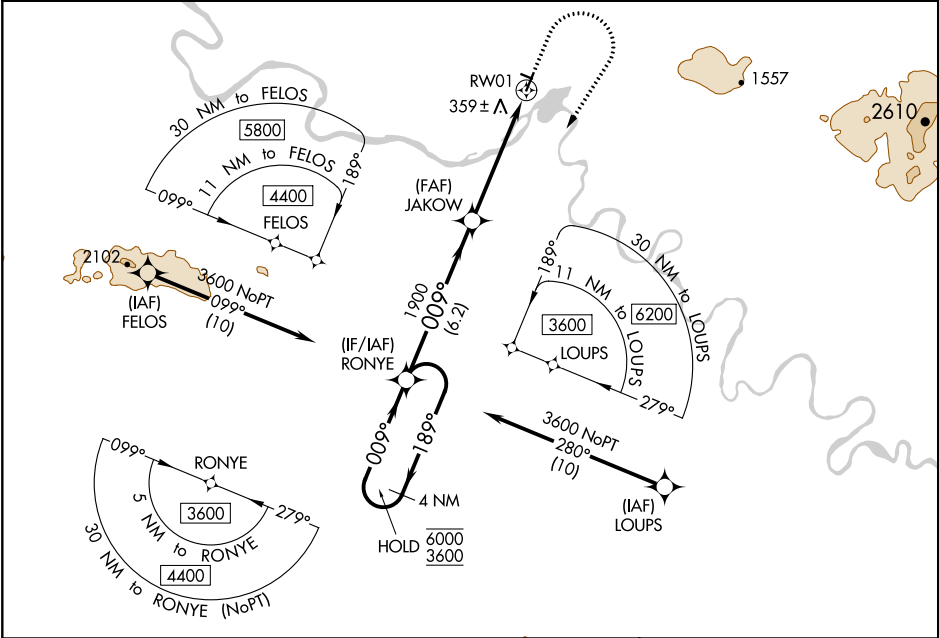 RW01
359±
1557
2610
30 NM to FELOS
5800
11 NM to FELOS
4400
099°
189°
FELOS
(FAF)
JAKOW
2102
(IAF)
FELOS
3600 NoPT
099°
(10)
1900
009°
(6.2)
(IF/IAF)
RONYE
30 NM to LOUPS
6200
11 NM to LOUPS
3600
189°
LOUPS
279°
3600 NoPT
280°
(10)
(IAF)
LOUPS
009°
189°
4 NM
HOLD
6000
3600
099°
RONYE
279°
3600
5 NM to RONYE
4400
30 NM to RONYE (NoPT)